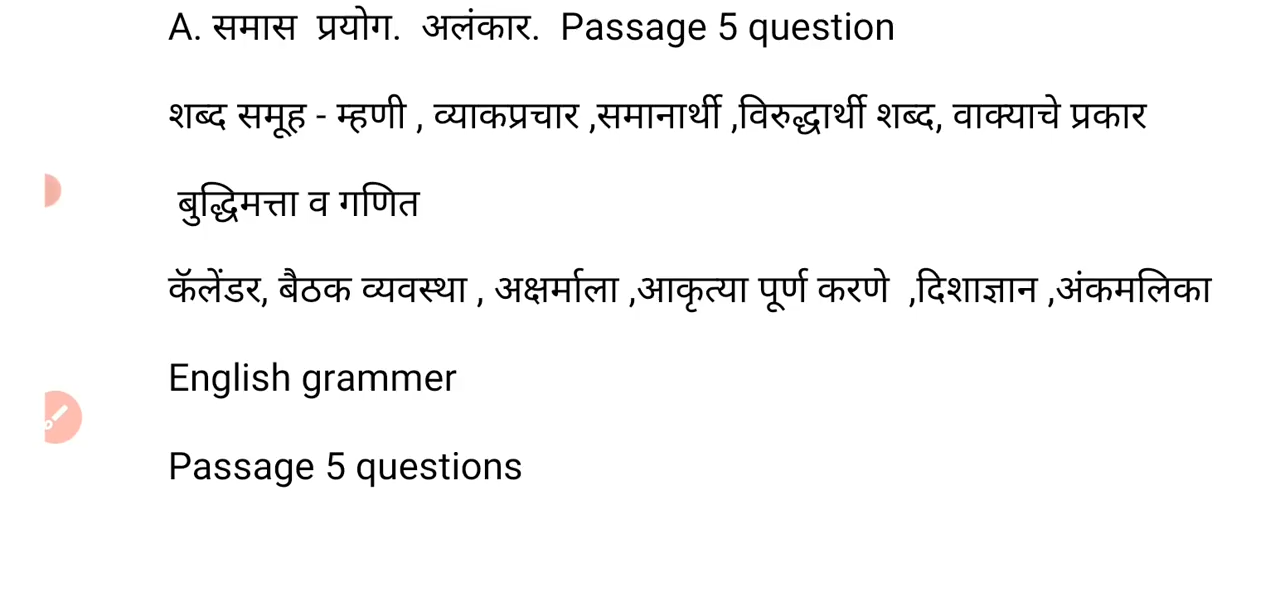 A. समास प्रयोग. अलंकार. Passage 5 question
शब्द समूह - म्हणी , व्याकप्रचार ,समानार्थी ,विरुद्धार्थी शब्द, वाक्याचे प्रकार
बुद्धिमत्ता व गणित
कॅलेंडर, बैठक व्यवस्था , अक्षर्माला ,आकृत्या पूर्ण करणे ,दिशाज्ञान ,अंकमलिका
English grammer
Passage 5 questions